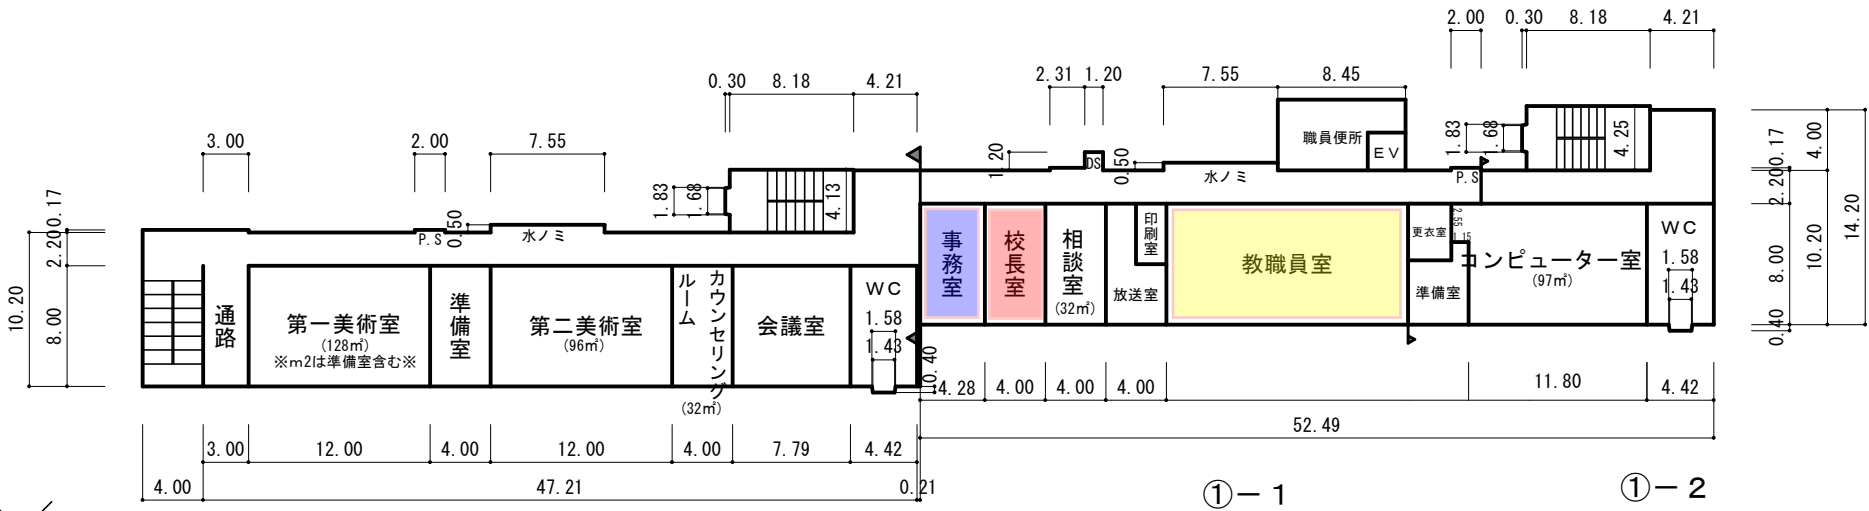 2.00 0.30 8.18 4.21
0.30 8.18 4.21 2.31 1.20 7.55 8.45
3.00 2.00 7.55
1.83 1.68 4.25
0.17 4.00
職員便所
EV
1.20 DS 0.50 水ノミ P.S
1.83 1.68 4.13
0.17 0.50
P.S 水ノミ
2.20 14.20
10.20 2.20 8.00
事務室
校長室
相談室
(32㎡)
印刷室
放送室
教職員室
更衣室
2.55
1.15
準備室
コンピューター室
(97㎡)
WC
1.58
1.43
10.20 8.00 0.40
通路
第一美術室
(128㎡)
※m2は準備室含む※
準備室
第二美術室
(96㎡)
カウンセリング
ルーム
(32㎡)
会議室
WC
1.58
1.43
0.40
4.28 4.00 4.00 4.00 11.80 4.42
52.49
3.00 12.00 4.00 12.00 4.00 7.79 4.42
4.00 47.21 0.21
①－1
①－2